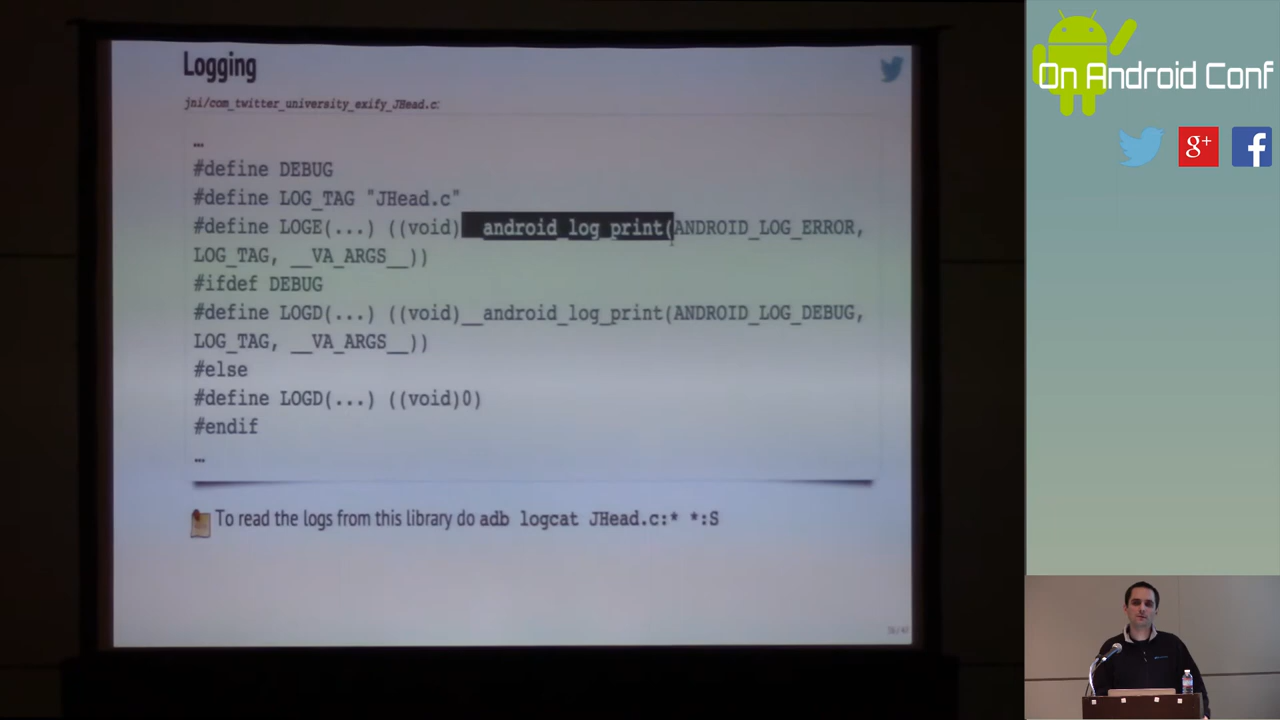 Logging
jni/com_twitter_university_exify_JHead.c:
…
#define DEBUG
#define LOG_TAG "JHead.c"
#define LOGE(...) ((void)__android_log_print(ANDROID_LOG_ERROR,
LOG_TAG, __VA_ARGS__))
#ifdef DEBUG
#define LOGD(...) ((void)__android_log_print(ANDROID_LOG_DEBUG,
LOG_TAG, __VA_ARGS__))
#else
#define LOGD(...) ((void)0)
#endif
…
To read the logs from this library do adb logcat JHead.c:* *:S
On Android Conf
g+
f